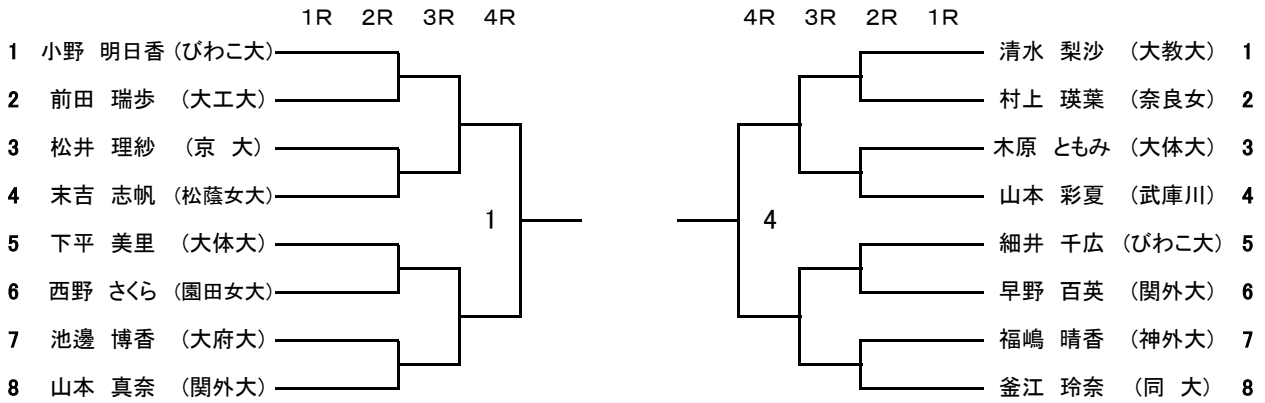 1R 2R 3R 4R 4R 3R 2R 1R
1 小野 明日香 (びわこ大) 清水 梨沙 (大教大) 1
2 前田 瑞歩 (大工大) 村上 瑛葉 (奈良女) 2
3 松井 理紗 (京 大) 木原 ともみ (大体大) 3
4 末吉 志帆 (松蔭女大) 山本 彩夏 (武庫川) 4
1 4
5 下平 美里 (大体大) 細井 千広 (びわこ大) 5
6 西野 さくら (園田女大) 早野 百英 (関外大) 6
7 池邊 博香 (大府大) 福嶋 晴香 (神外大) 7
8 山本 真奈 (関外大) 釜江 玲奈 (同 大) 8